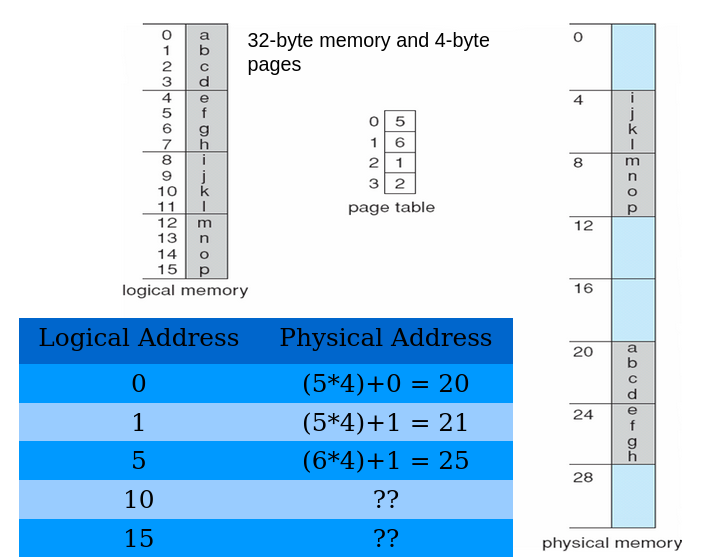 32-byte memory and 4-byte
pages
0 a
1 b
2 c
3 d
4 e
5 f
6 g
7 h
8 i
9 j
10 k
11 l
12 m
13 n
14 o
15 p
logical memory
0 5
1 6
2 1
3 2
page table
0
4 i
j
k
l
8 m
n
o
p
12
16
20 a
b
c
d
24 e
f
g
h
28
physical memory
Logical Address Physical Address
0 (5*4)+0 = 20
1 (5*4)+1 = 21
5 (6*4)+1 = 25
10 ??
15 ??